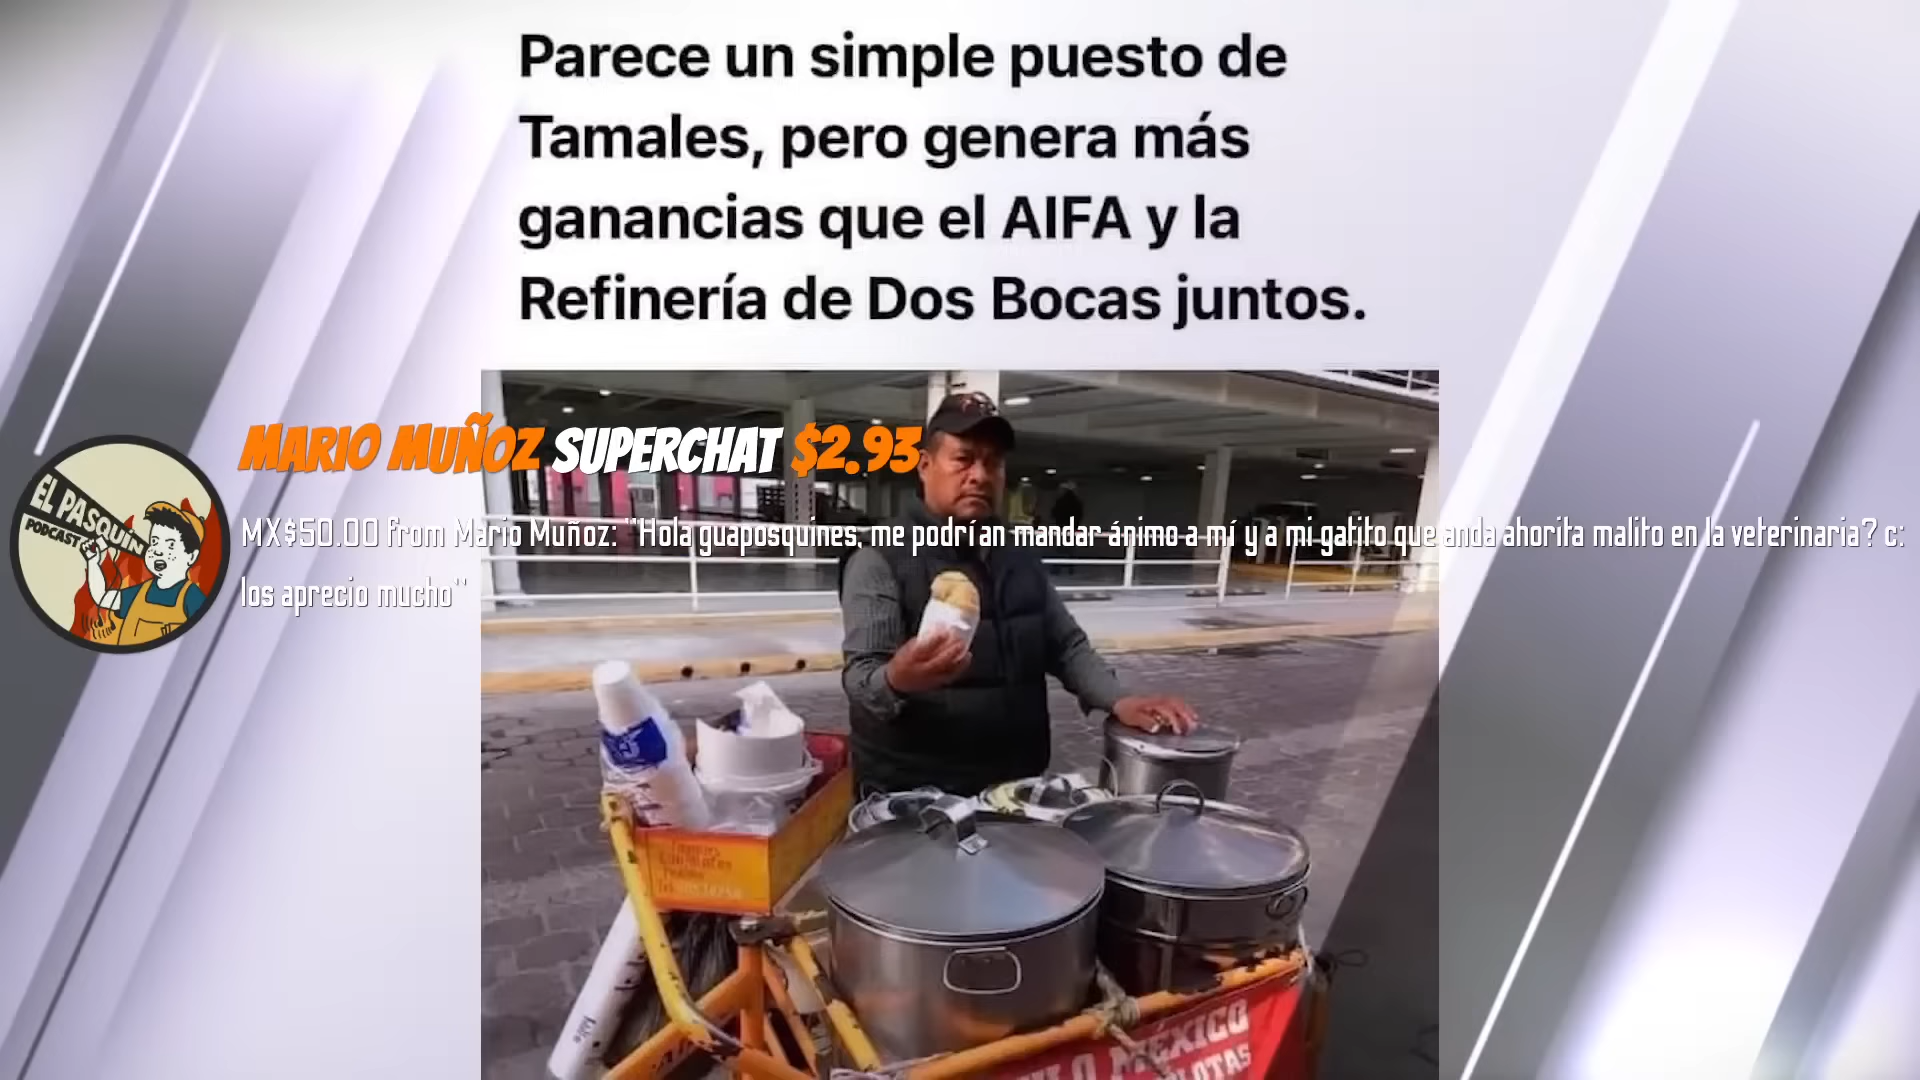 Parece un simple puesto de
Tamales, pero genera más
ganancias que el AIFA y la
Refinería de Dos Bocas juntos.
MARIO MUÑOZ SUPERCHAT $2.93
EL PASQUÍN
PODCAST
MX$50.00 from Mario Muñoz: "Hola guaposquines, me podrían mandar ánimo a mí y a mi gatito que anda ahorita malito en la veterinaria? c:
los aprecio mucho"
MÉXICO